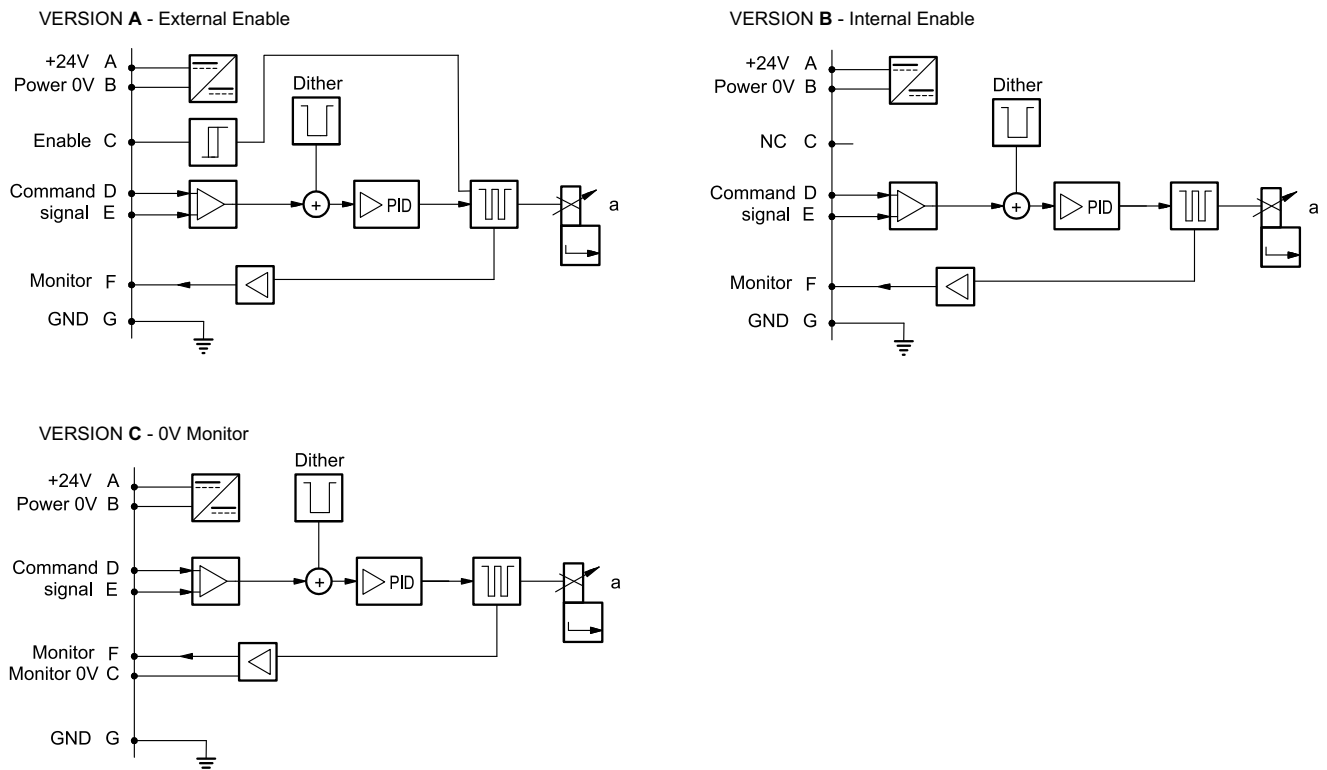 VERSION A - External Enable
+24V A
Power 0V B
Dither
Enable C
Command D
signal E
PID
a
Monitor F
GND G
VERSION B - Internal Enable
+24V A
Power 0V B
Dither
NC C
Command D
signal E
PID
a
Monitor F
GND G
VERSION C - 0V Monitor
+24V A
Power 0V B
Dither
Command D
signal E
PID
a
Monitor F
Monitor 0V C
GND G